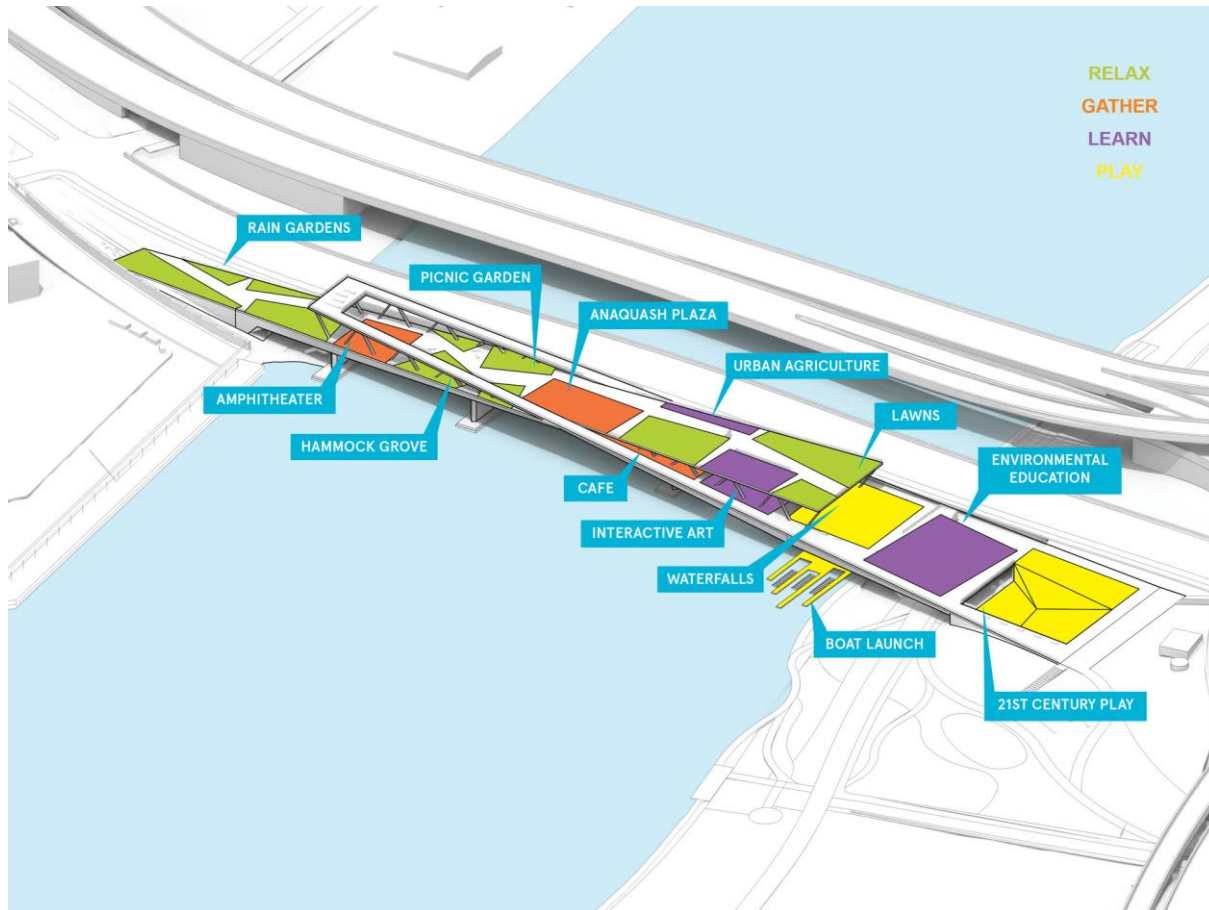 RELAX
GATHER
LEARN
PLAY
RAIN GARDENS
PICNIC GARDEN
ANAQUASH PLAZA
URBAN AGRICULTURE
LAWNS
ENVIRONMENTAL
EDUCATION
AMPHITHEATER
HAMMOCK GROVE
CAFE
INTERACTIVE ART
WATERFALLS
BOAT LAUNCH
21ST CENTURY PLAY